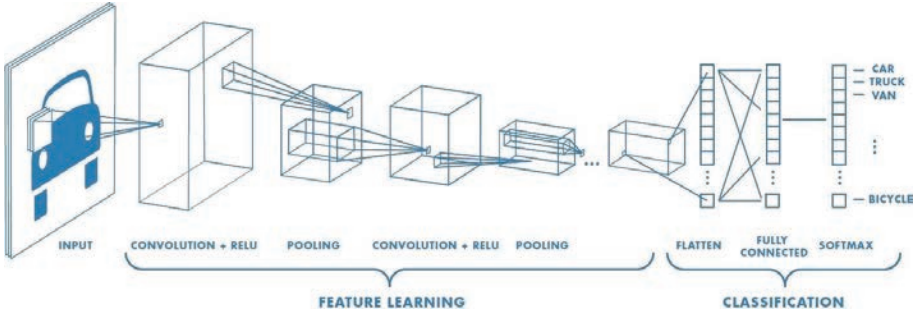 CAR
TRUCK
VAN
BICYCLE
INPUT
CONVOLUTION + RELU
POOLING
CONVOLUTION + RELU
POOLING
FLATTEN
FULLY
CONNECTED
SOFTMAX
FEATURE LEARNING
CLASSIFICATION